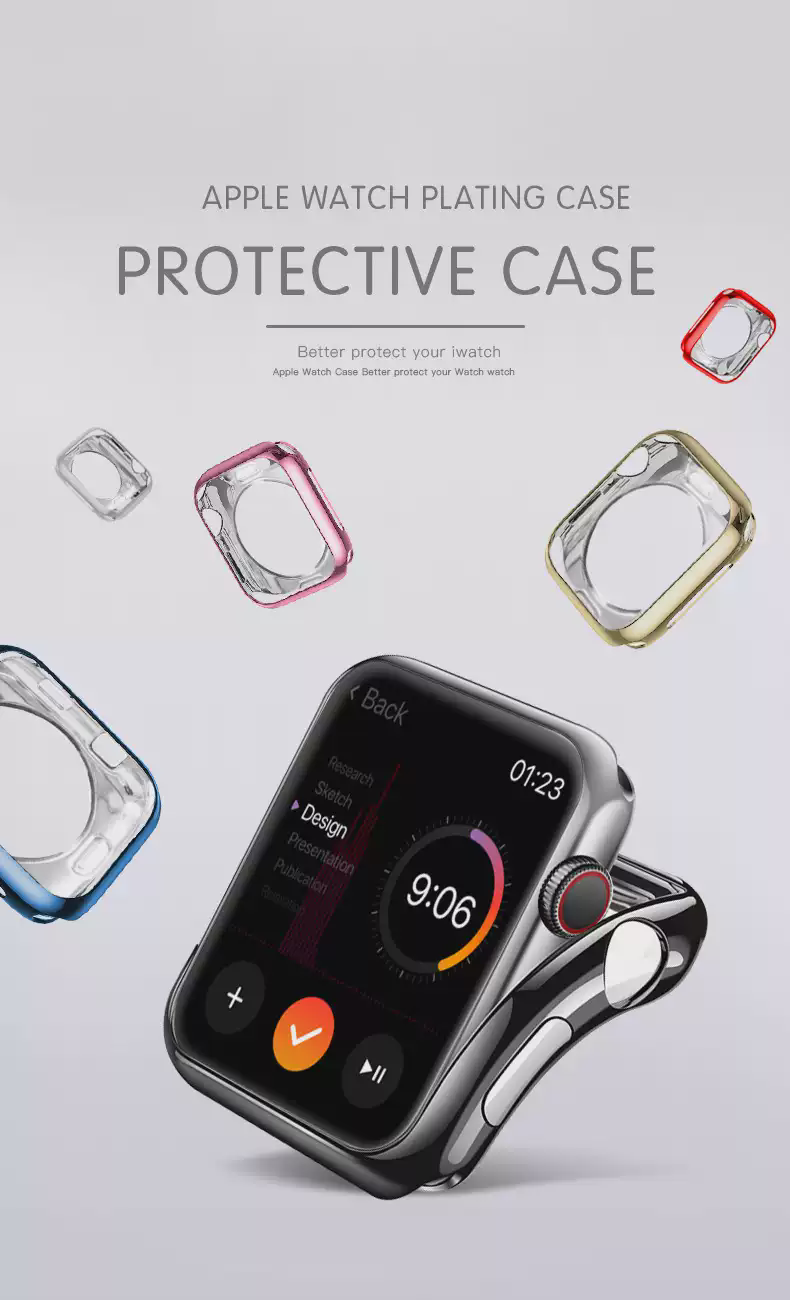 APPLE WATCH PLATING CASE
PROTECTIVE CASE
Better protect your iwatch
Apple Watch Case Better protect your Watch watch
‹ Back
01:23
Research
Sketch
Design
Presentation
Publication
9:06